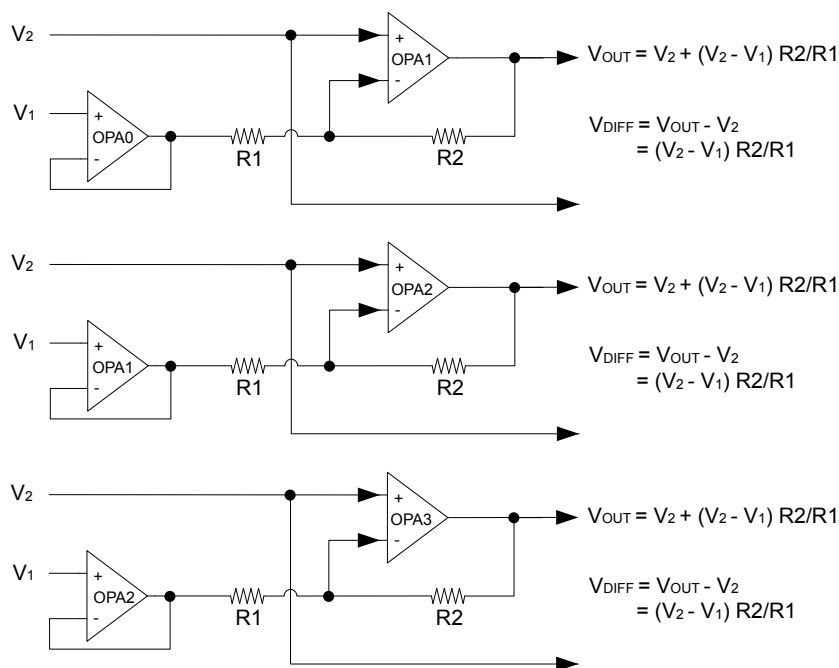 V2
+
OPA1
-
VOUT = V2 + (V2 - V1) R2/R1
V1
+
OPA0
-
R1
R2
VDIFF = VOUT - V2
= (V2 - V1) R2/R1
V2
+
OPA2
-
VOUT = V2 + (V2 - V1) R2/R1
V1
+
OPA1
-
R1
R2
VDIFF = VOUT - V2
= (V2 - V1) R2/R1
V2
+
OPA3
-
VOUT = V2 + (V2 - V1) R2/R1
V1
+
OPA2
-
R1
R2
VDIFF = VOUT - V2
= (V2 - V1) R2/R1